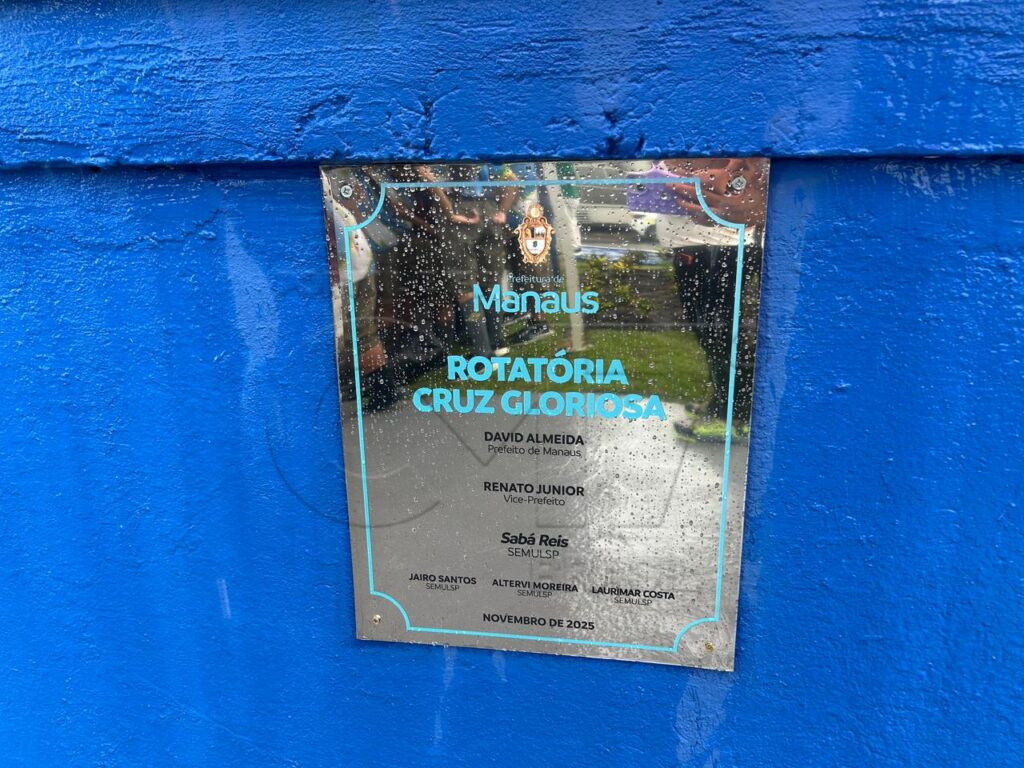 Prefeitura de
Manaus
ROTATÓRIA
CRUZ GLORIOSA
DAVID ALMEIDA
Prefeito de Manaus
RENATO JUNIOR
Vice-Prefeito
Sabá Reis
SEMULSP
JAIRO SANTOS
SEMULSP
ALTERVI MOREIRA
SEMULSP
LAURIMAR COSTA
SEMULSP
NOVEMBRO DE 2025